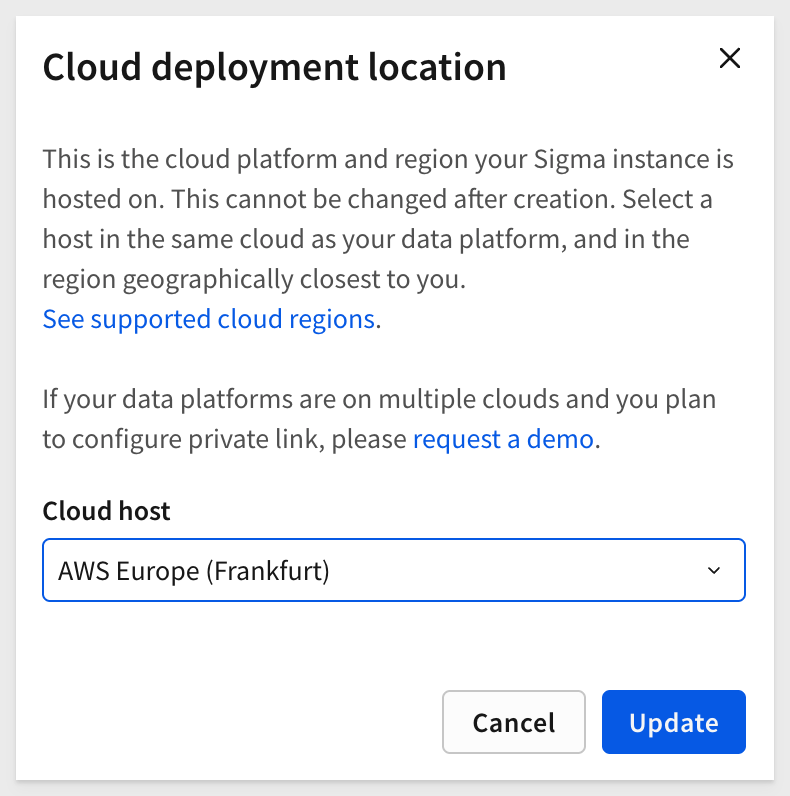 Cloud deployment location
This is the cloud platform and region your Sigma instance is
hosted on. This cannot be changed after creation. Select a
host in the same cloud as your data platform, and in the
region geographically closest to you.
See supported cloud regions.
If your data platforms are on multiple clouds and you plan
to configure private link, please request a demo.
Cloud host
AWS Europe (Frankfurt)
Cancel
Update